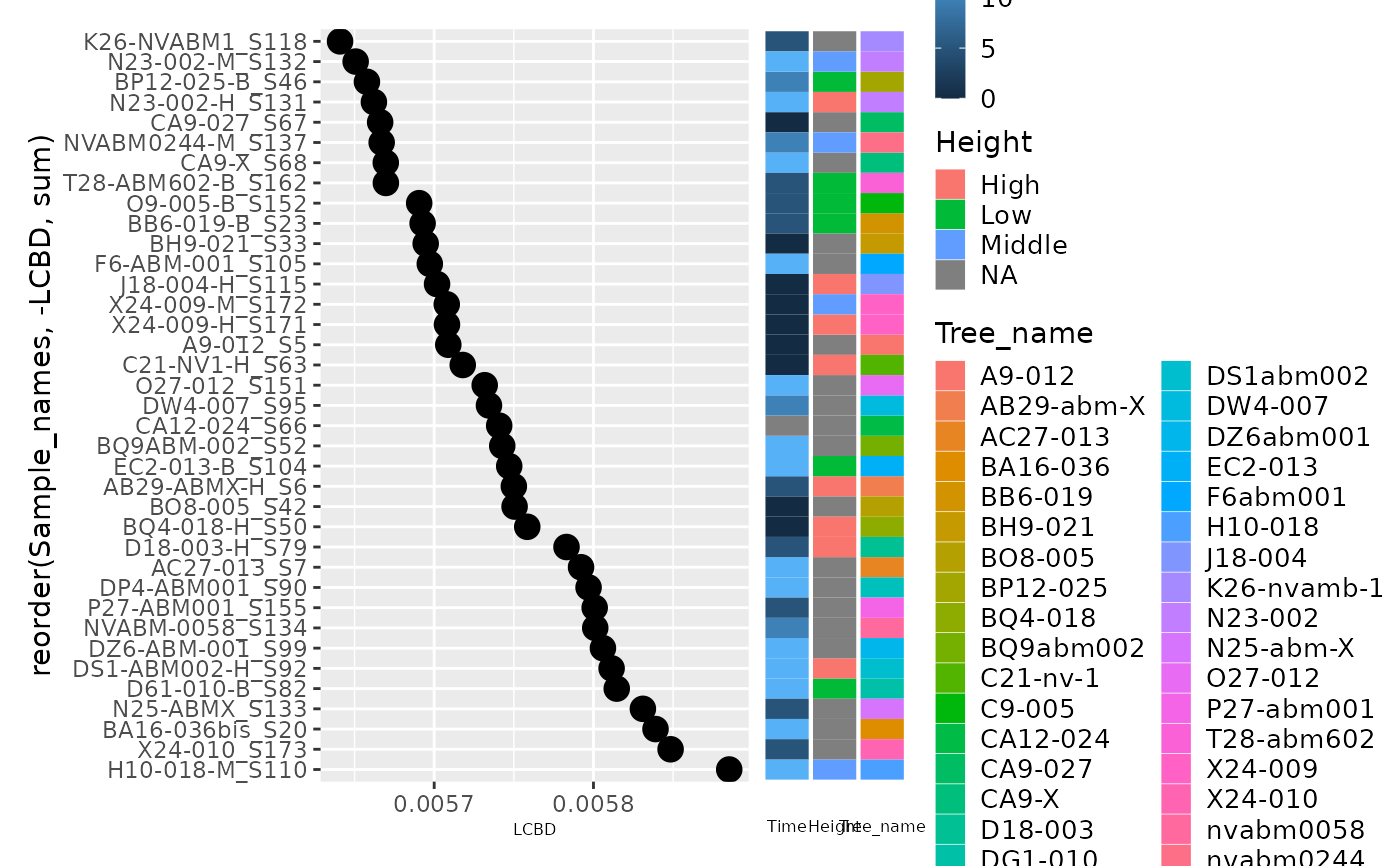 reorder(Sample_names, -LCBD, sum)
K26-NVABM1_S118
N23-002-M_S132
BP12-025-B_S46
N23-002-H_S131
CA9-027_S67
NVABM0244-M_S137
CA9-X_S68
T28-ABM602-B_S162
O9-005-B_S152
BB6-019-B_S23
BH9-021_S33
F6-ABM-001_S105
J18-004-H_S115
X24-009-M_S172
X24-009-H_S171
A9-012_S5
C21-NV1-H_S63
O27-012_S151
DW4-007_S95
CA12-024_S66
BQ9ABM-002_S52
EC2-013-B_S104
AB29-ABMX-H_S6
BO8-005_S42
BQ4-018-H_S50
D18-003-H_S79
AC27-013_S7
DP4-ABM001_S90
P27-ABM001_S155
NVABM-0058_S134
DZ6-ABM-001_S99
DS1-ABM002-H_S92
D61-010-B_S82
N25-ABMX_S133
BA16-036bis_S20
X24-010_S173
H10-018-M_S110
0.0057 0.0058
LCBD
Time Height Tree_name
10
5
0
Height
High
Low
Middle
NA
Tree_name
A9-012
AB29-abm-X
AC27-013
BA16-036
BB6-019
BH9-021
BO8-005
BP12-025
BQ4-018
BQ9abm002
C21-nv-1
C9-005
CA12-024
CA9-027
CA9-X
D18-003
DG1-010
DS1abm002
DW4-007
DZ6abm001
EC2-013
F6abm001
H10-018
J18-004
K26-nvamb-1
N23-002
N25-abm-X
O27-012
P27-abm001
T28-abm602
X24-009
X24-010
nvabm0058
nvabm0244